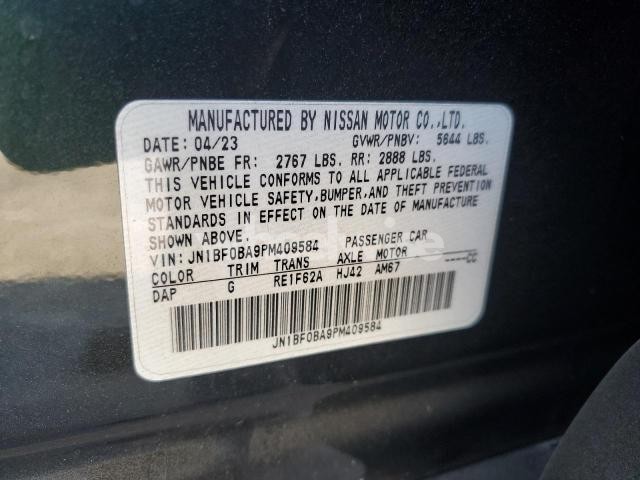 MANUFACTURED BY NISSAN MOTOR CO.,LTD.
DATE: 04/23 GVWR/PNBV: 5644 LBS.
GAWR/PNBE FR: 2767 LBS. RR: 2888 LBS.
THIS VEHICLE CONFORMS TO ALL APPLICABLE FEDERAL
MOTOR VEHICLE SAFETY, BUMPER, AND THEFT PREVENTION
STANDARDS IN EFFECT ON THE DATE OF MANUFACTURE
SHOWN ABOVE.
VIN: JN1BF0BA9PM409584 PASSENGER CAR
COLOR TRIM TRANS AXLE MOTOR ----CC
DAP G RE1F62A HJ42 AM67
JN1BF0BA9PM409584